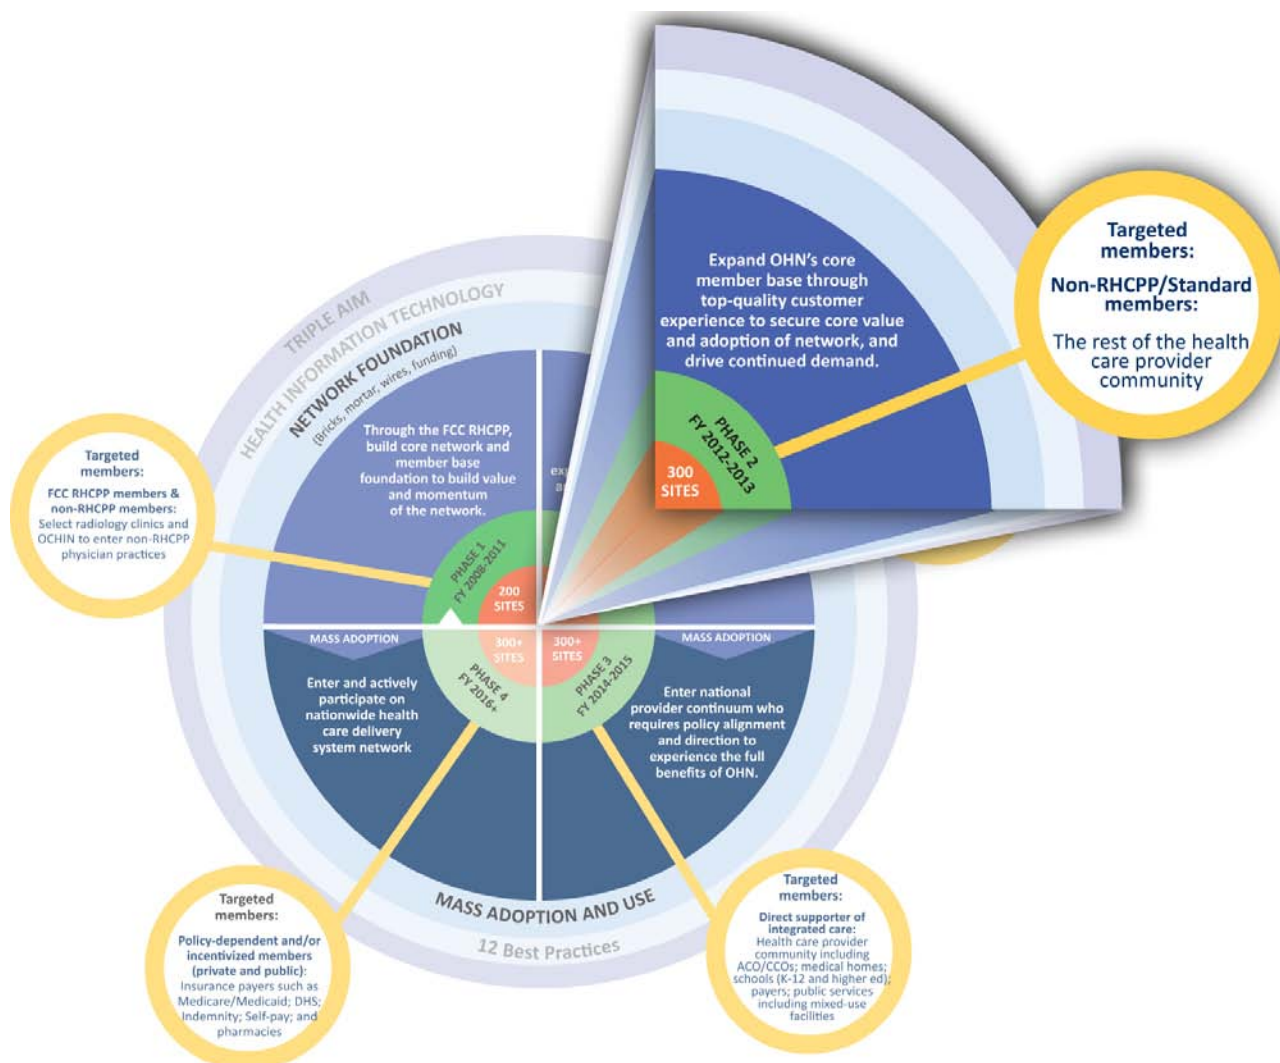 TRIPLE AIM
HEALTH INFORMATION TECHNOLOGY
NETWORK FOUNDATION
(Bricks, mortar, wires, funding)
Through the FCC RHCPP,
build core network and
member base
foundation to build value
and momentum
of the network.
PHASE 1
FY 2008-2011
200
SITES
Targeted
members:
FCC RHCPP members &
non-RHCPP members:
Select radiology clinics and
OCHIN to enter non-RHCPP
physician practices
Expand OHN's core
member base through
top-quality customer
experience to secure core value
and adoption of network, and
drive continued demand.
PHASE 2
FY 2012-2013
300
SITES
Targeted
members:
Non-RHCPP/Standard
members:
The rest of the health
care provider
community
MASS ADOPTION
Enter national
provider continuum who
requires policy alignment
and direction to
experience the full
benefits of OHN.
PHASE 3
FY 2014-2015
300+
SITES
Targeted
members:
Direct supporter of
integrated care:
Health care provider
community including
ACO/CCOs; medical homes;
schools (K-12 and higher ed);
payers; public services
including mixed-use
facilities
MASS ADOPTION
Enter and actively
participate on
nationwide health
care delivery
system network
PHASE 4
FY 2016+
300+
SITES
Targeted
members:
Policy-dependent and/or
incentivized members
(private and public):
Insurance payers such as
Medicare/Medicaid; DHS;
Indemnity; Self-pay; and
pharmacies
MASS ADOPTION AND USE
12 Best Practices